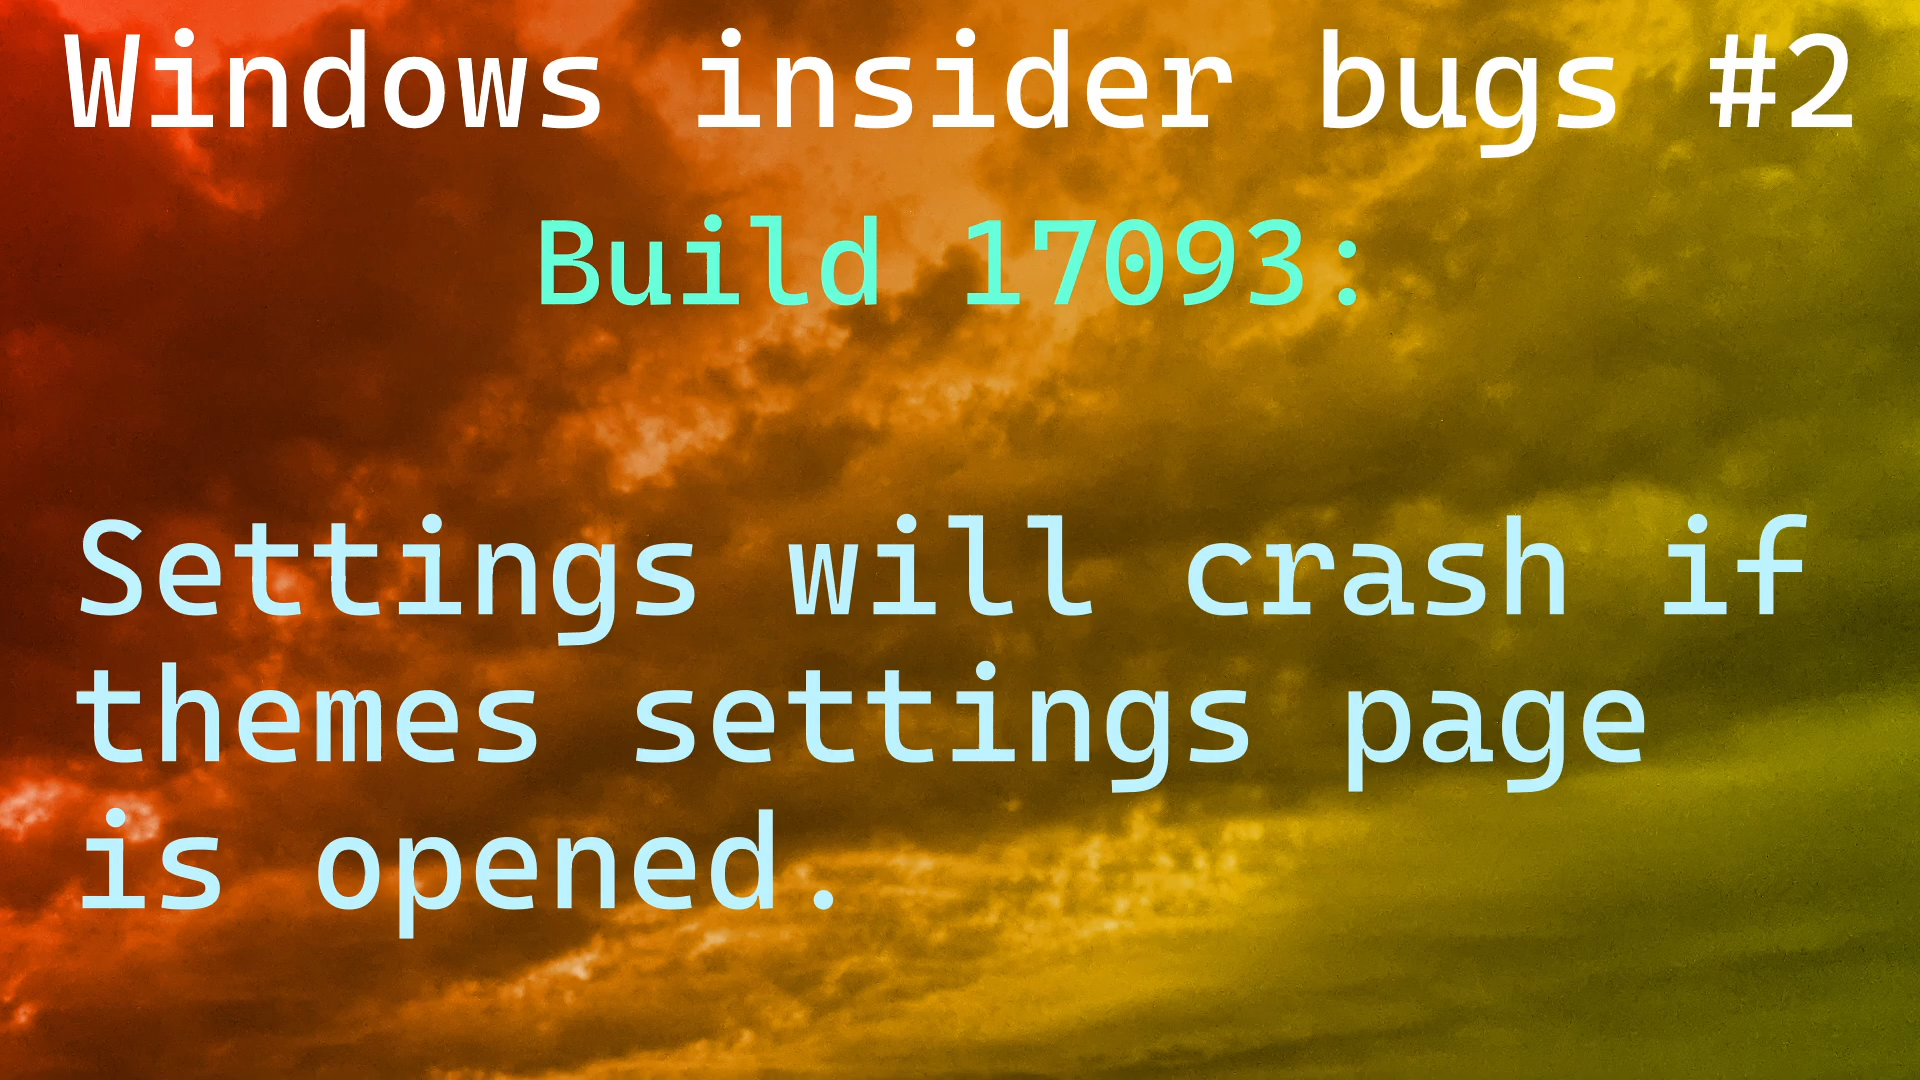 Windows insider bugs #2
Build 17093:
Settings will crash if
themes settings page
is opened.